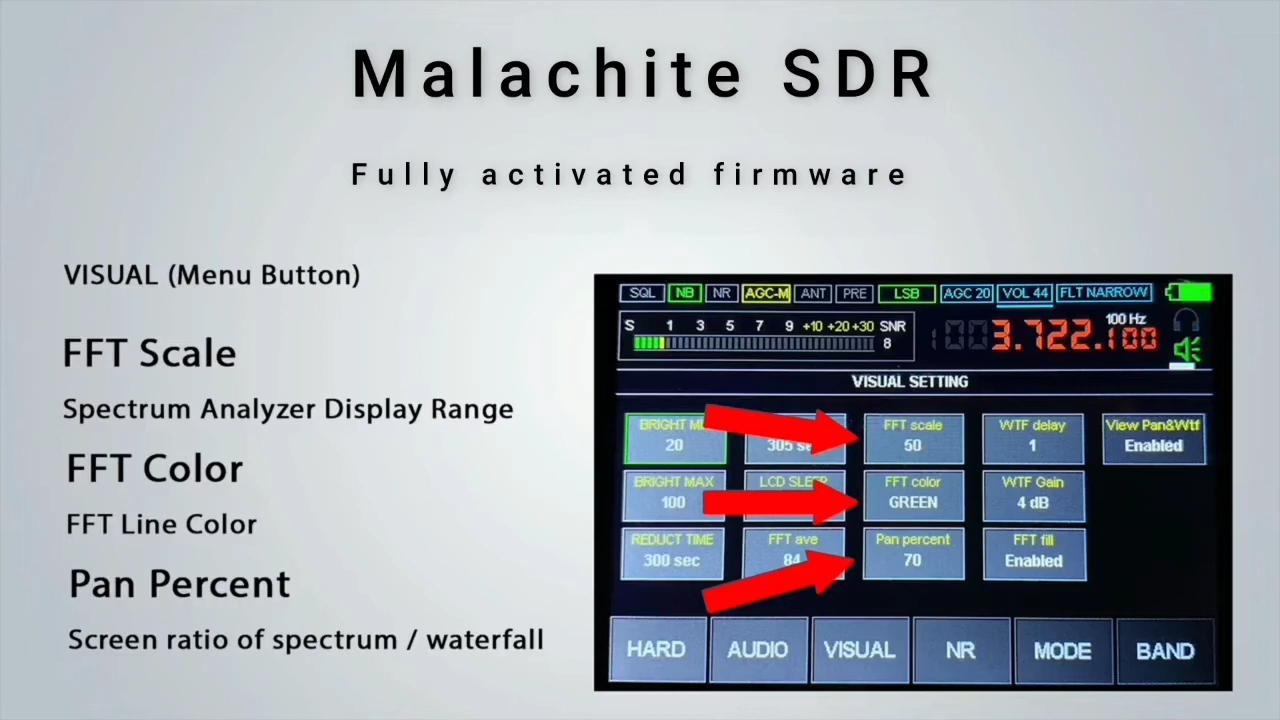 Malachite SDR
Fully activated firmware
VISUAL (Menu Button)
FFT Scale
Spectrum Analyzer Display Range
FFT Color
FFT Line Color
Pan Percent
Screen ratio of spectrum / waterfall
SQL NB NR AGC-M ANT PRE LSB AGC 20 VOL 44 FLT NARROW
S 1 3 5 7 9 +10 +20 +30 SNR
8
100 Hz
3.722.100
VISUAL SETTING
BRIGHT FFT scale WTF delay View Pan&Wtf
20 305 50 1 Enabled
BRIGHT MAX LCD FFT color WTF Gain
100 GREEN 4 dB
REDUCT TIME FFT ave Pan percent FFT fill
300 sec 84 70 Enabled
HARD AUDIO VISUAL NR MODE BAND